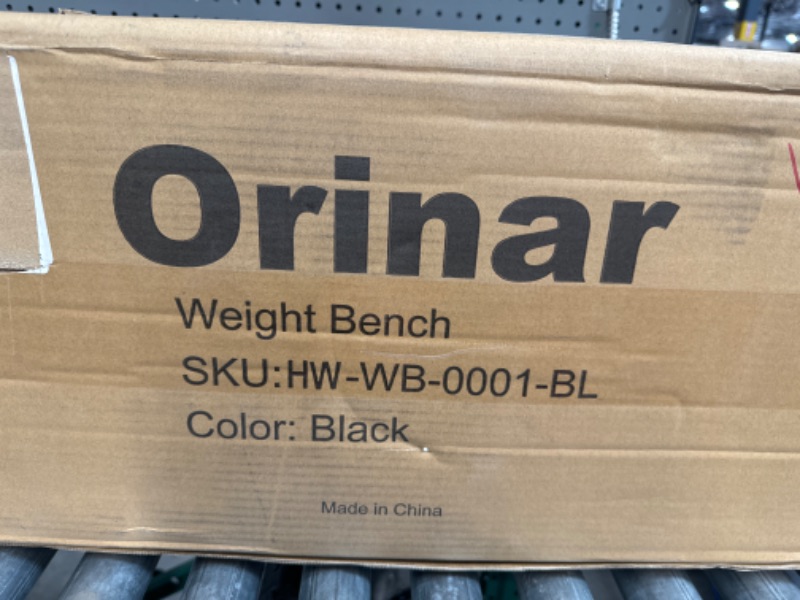 Orinar
Weight Bench
SKU:HW-WB-0001-BL
Color: Black
Made in China